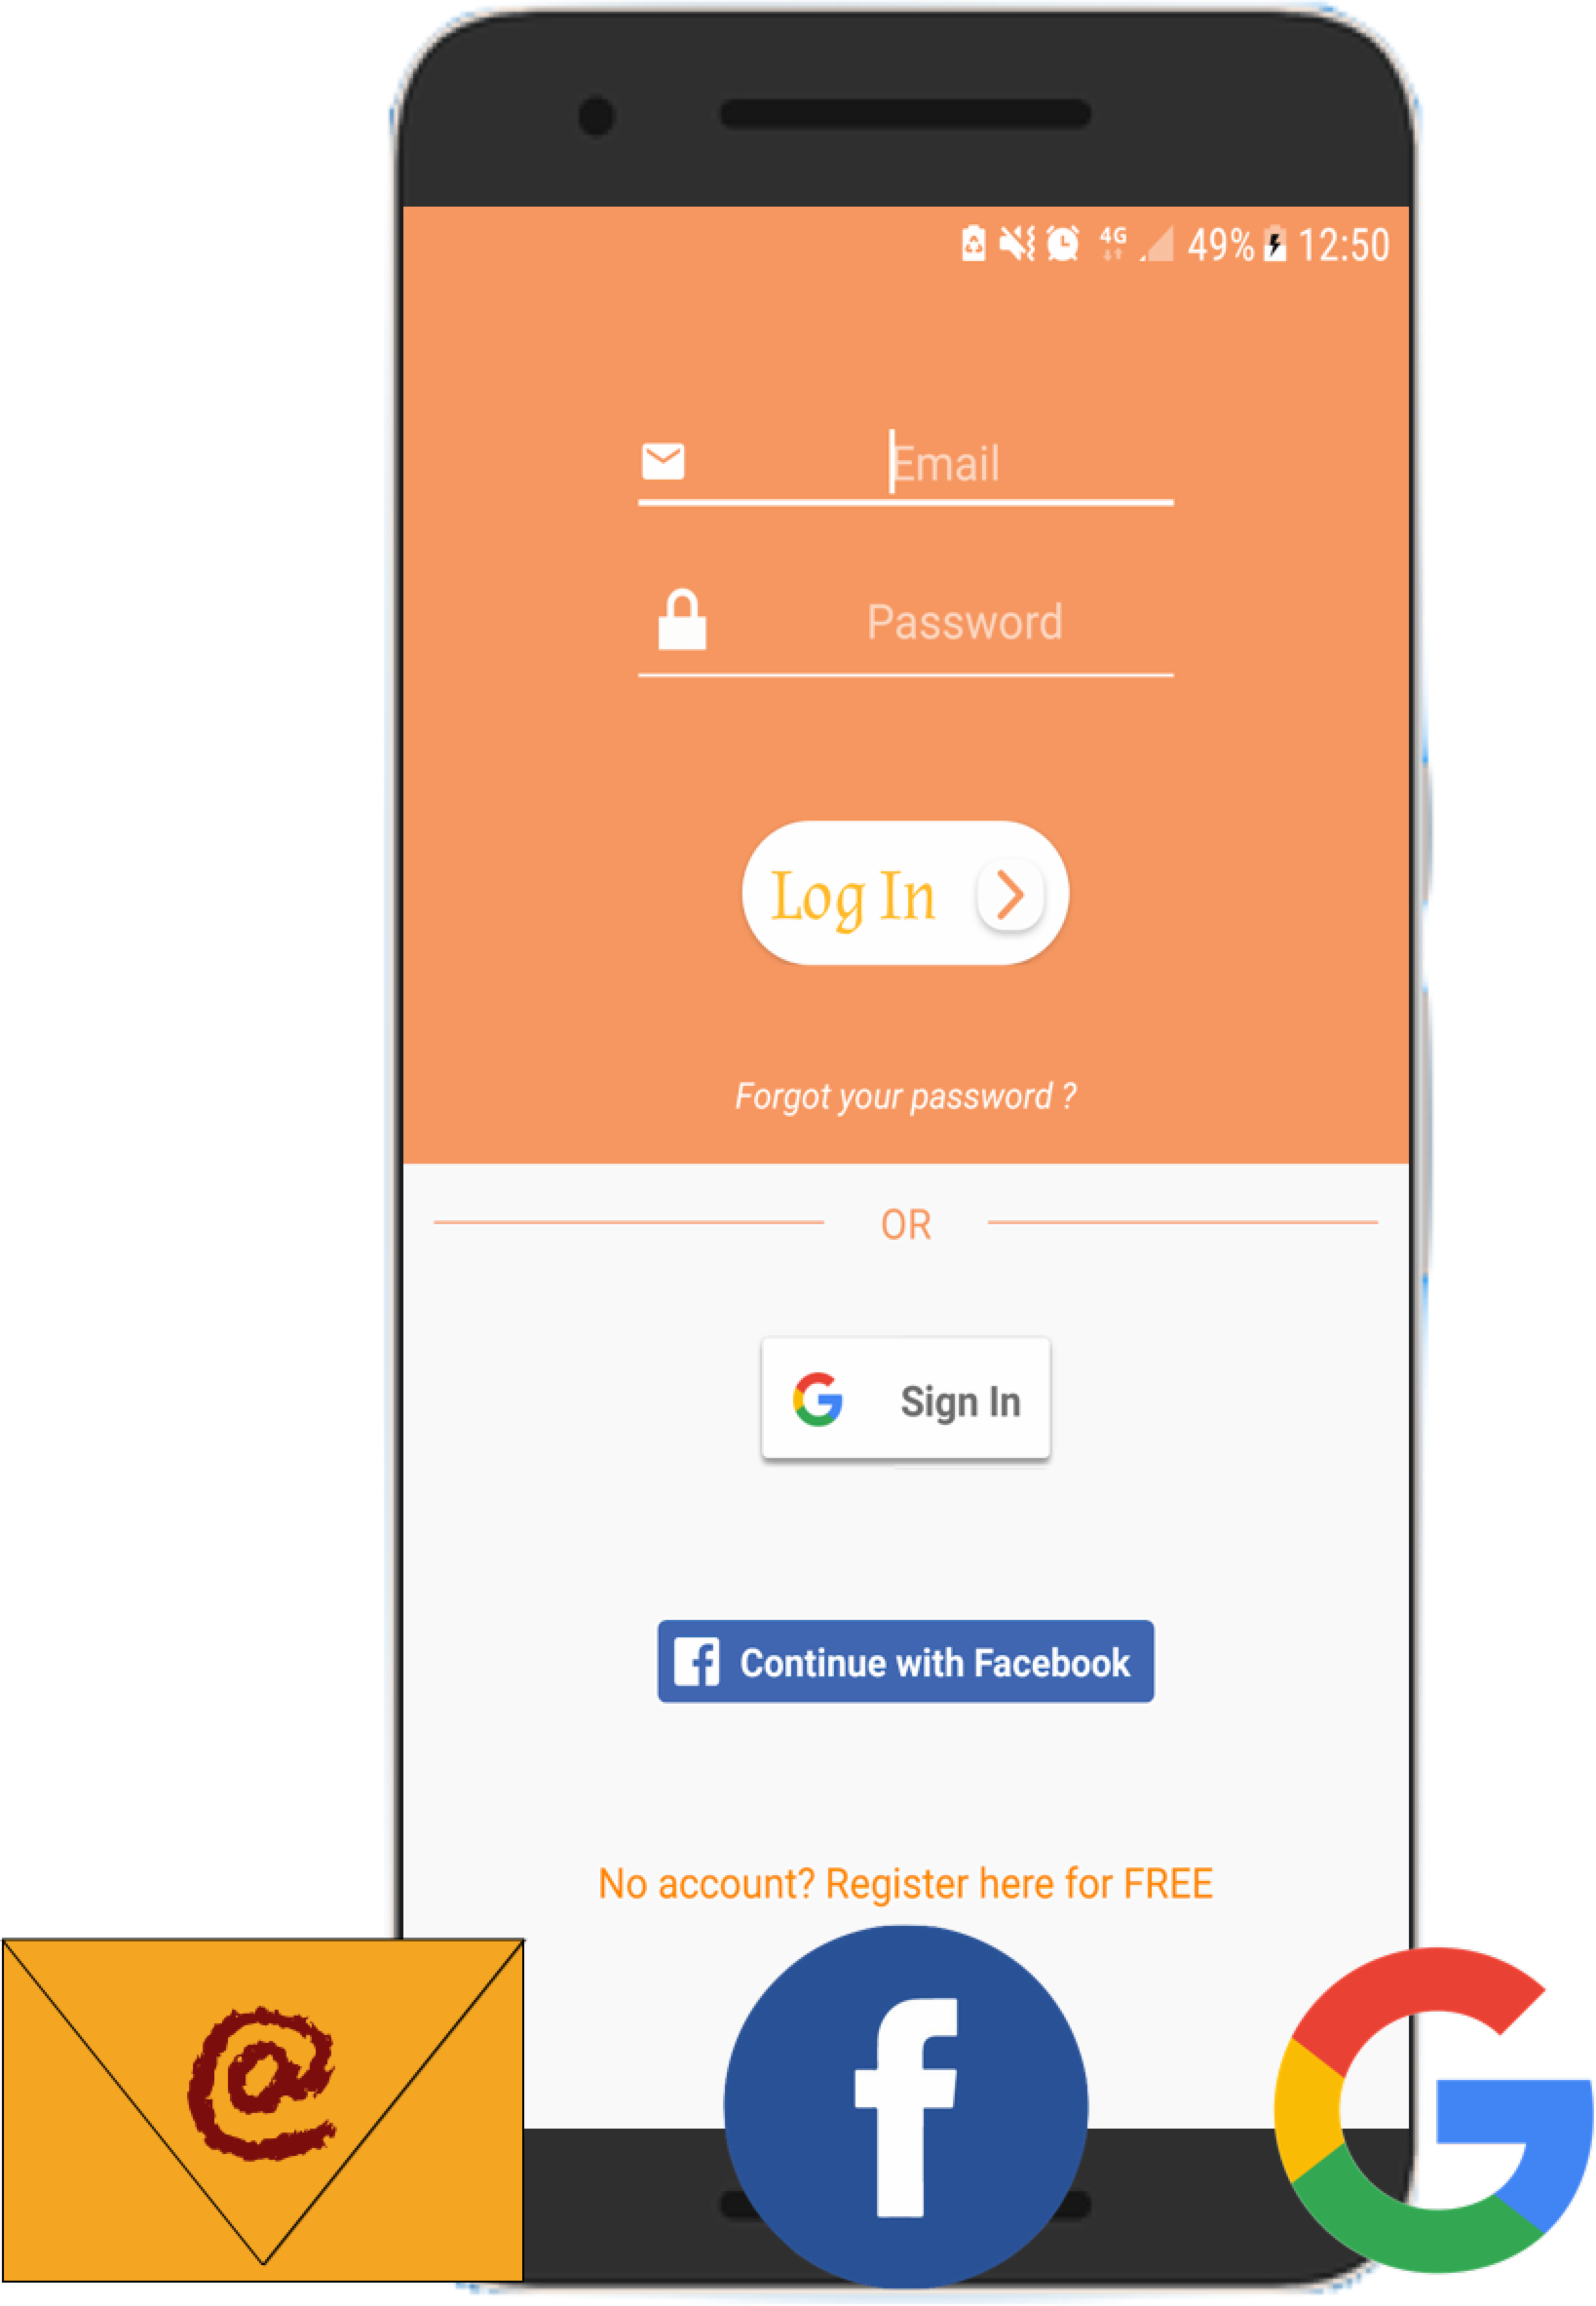 4G 49% 12:50
Email
Password
Log In
Forgot your password ?
OR
G Sign In
f Continue with Facebook
No account? Register here for FREE
@ f G